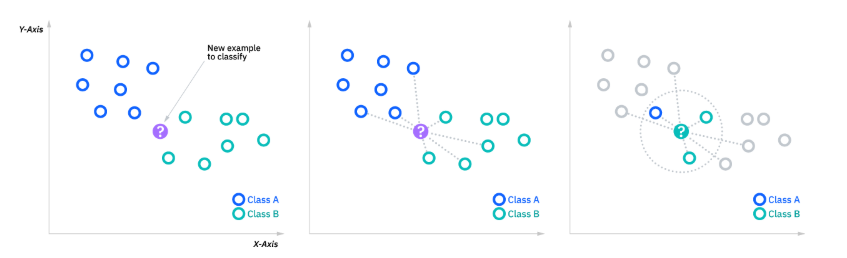 Y-Axis
New example
to classify
?
Class A
Class B
X-Axis
?
Class A
Class B
?
Class A
Class B